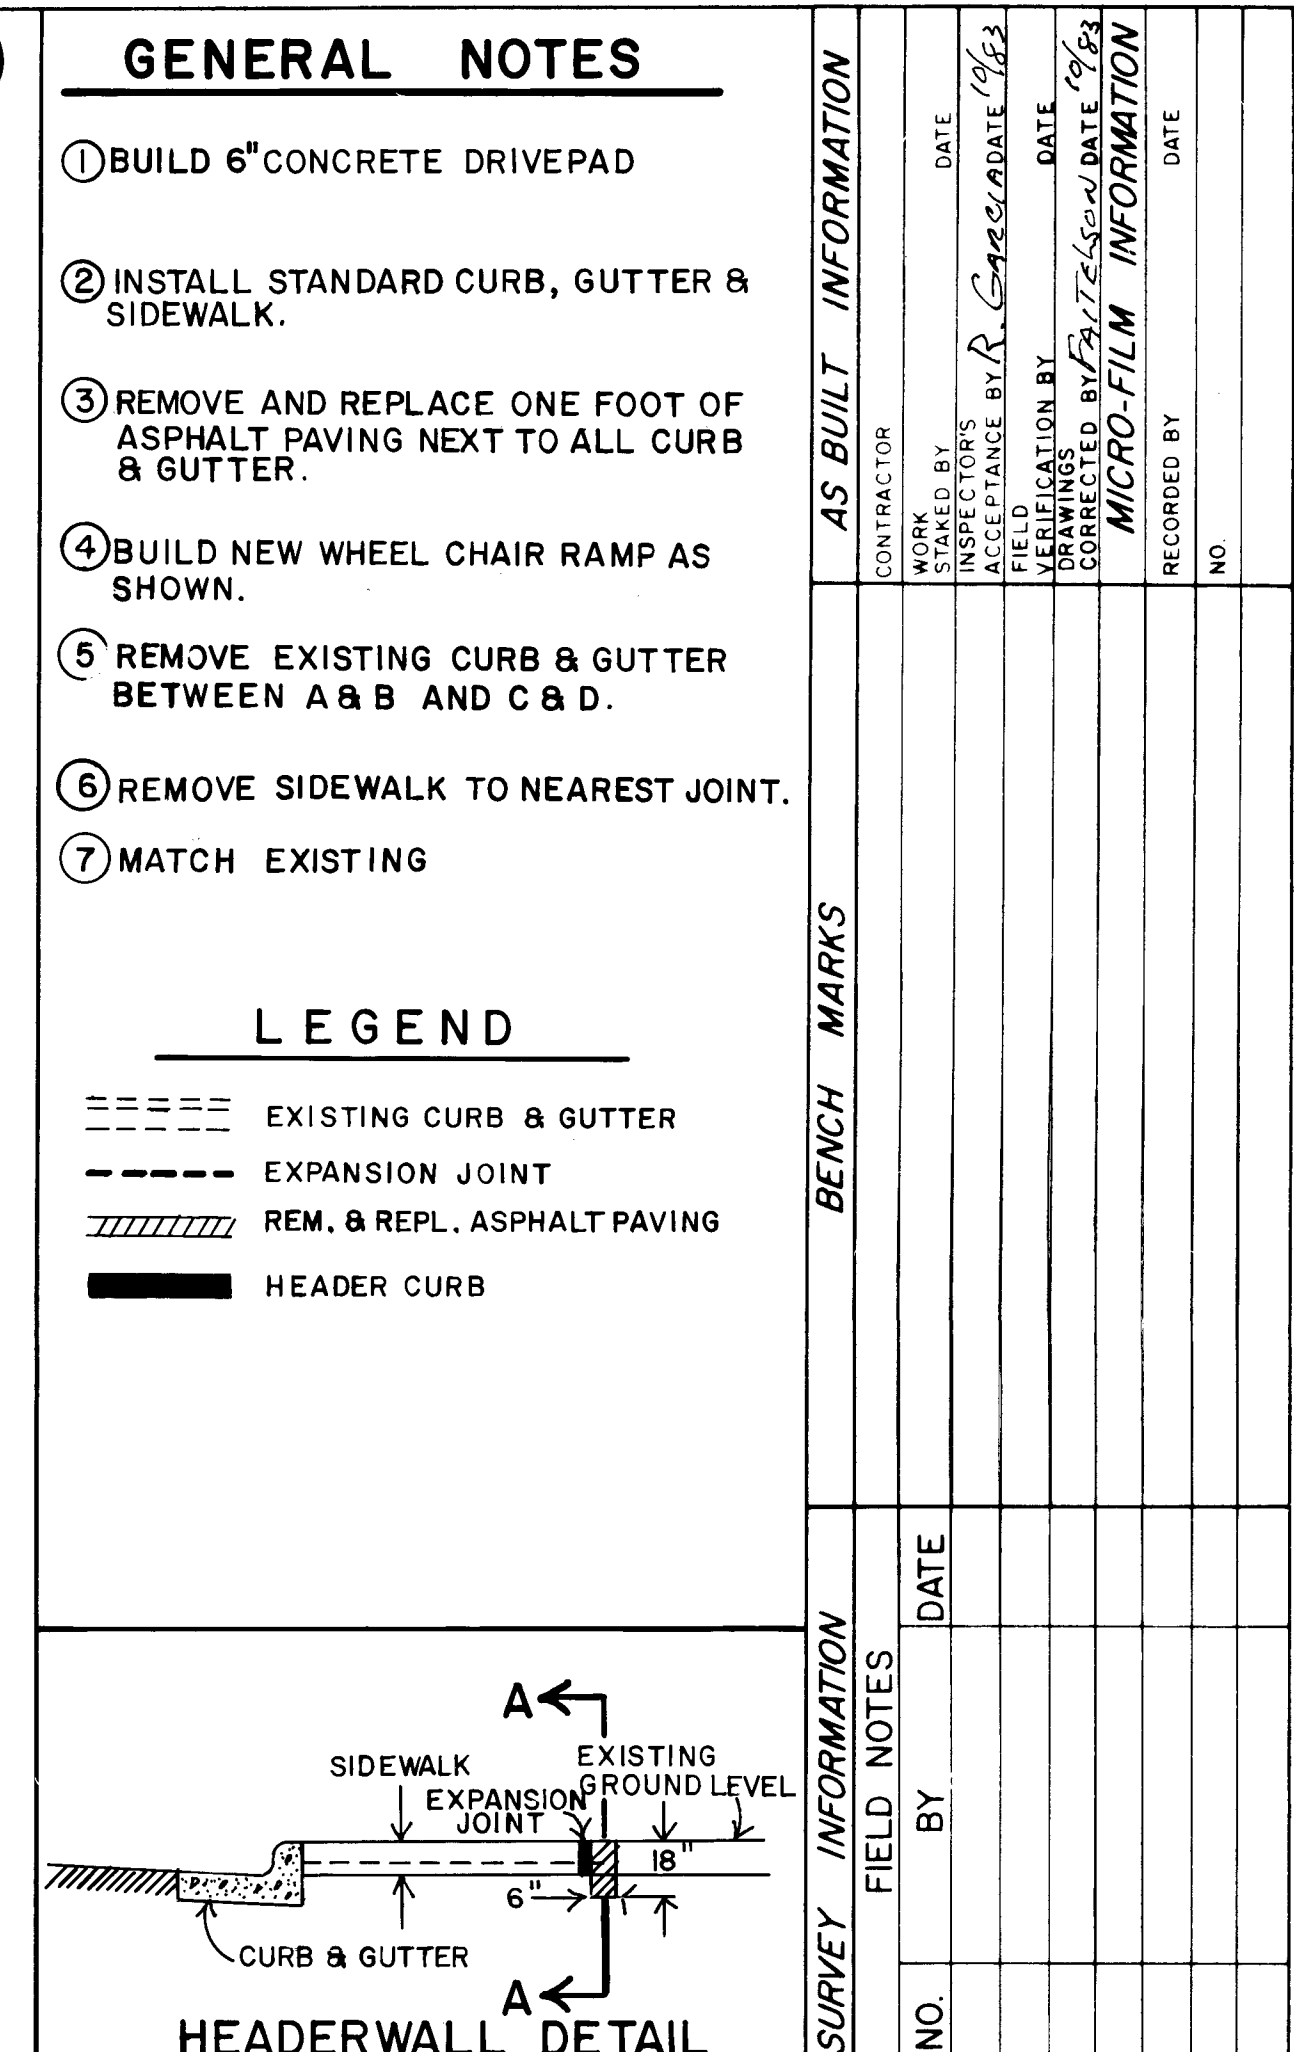 GENERAL NOTES
1 BUILD 6" CONCRETE DRIVEPAD
2 INSTALL STANDARD CURB, GUTTER &
SIDEWALK.
3 REMOVE AND REPLACE ONE FOOT OF
ASPHALT PAVING NEXT TO ALL CURB
& GUTTER.
4 BUILD NEW WHEEL CHAIR RAMP AS
SHOWN.
5 REMOVE EXISTING CURB & GUTTER
BETWEEN A & B AND C & D.
6 REMOVE SIDEWALK TO NEAREST JOINT.
7 MATCH EXISTING
LEGEND
EXISTING CURB & GUTTER
EXPANSION JOINT
REM. & REPL. ASPHALT PAVING
HEADER CURB
A
SIDEWALK
EXISTING
GROUND LEVEL
EXPANSION
JOINT
18"
6"
CURB & GUTTER
A
HEADERWALL DETAIL
AS BUILT INFORMATION
CONTRACTOR
WORK
STAKED BY DATE
INSPECTOR'S
ACCEPTANCE BY R. GARCIA DATE 10/83
FIELD
VERIFICATION BY DATE
DRAWINGS
CORRECTED BY FAITELSON DATE 10/83
MICRO-FILM INFORMATION
RECORDED BY DATE
NO.
BENCH MARKS
SURVEY INFORMATION
FIELD NOTES
NO. BY DATE